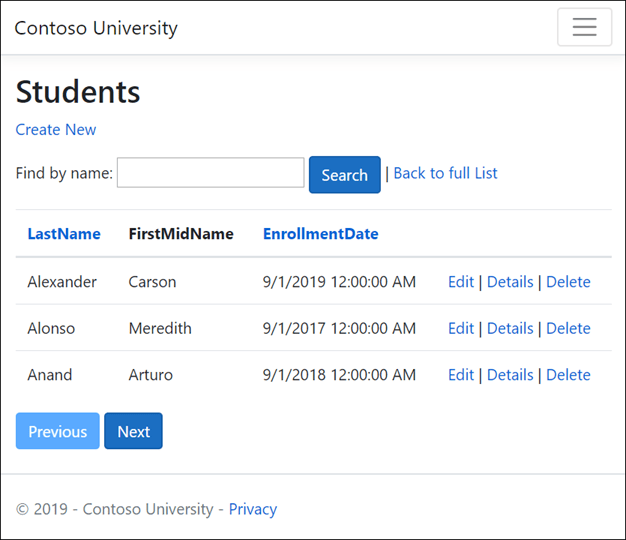 Contoso University
Students
Create New
Find by name: Search | Back to full List
LastName FirstMidName EnrollmentDate
Alexander Carson 9/1/2019 12:00:00 AM Edit | Details | Delete
Alonso Meredith 9/1/2017 12:00:00 AM Edit | Details | Delete
Anand Arturo 9/1/2018 12:00:00 AM Edit | Details | Delete
Previous Next
© 2019 - Contoso University - Privacy